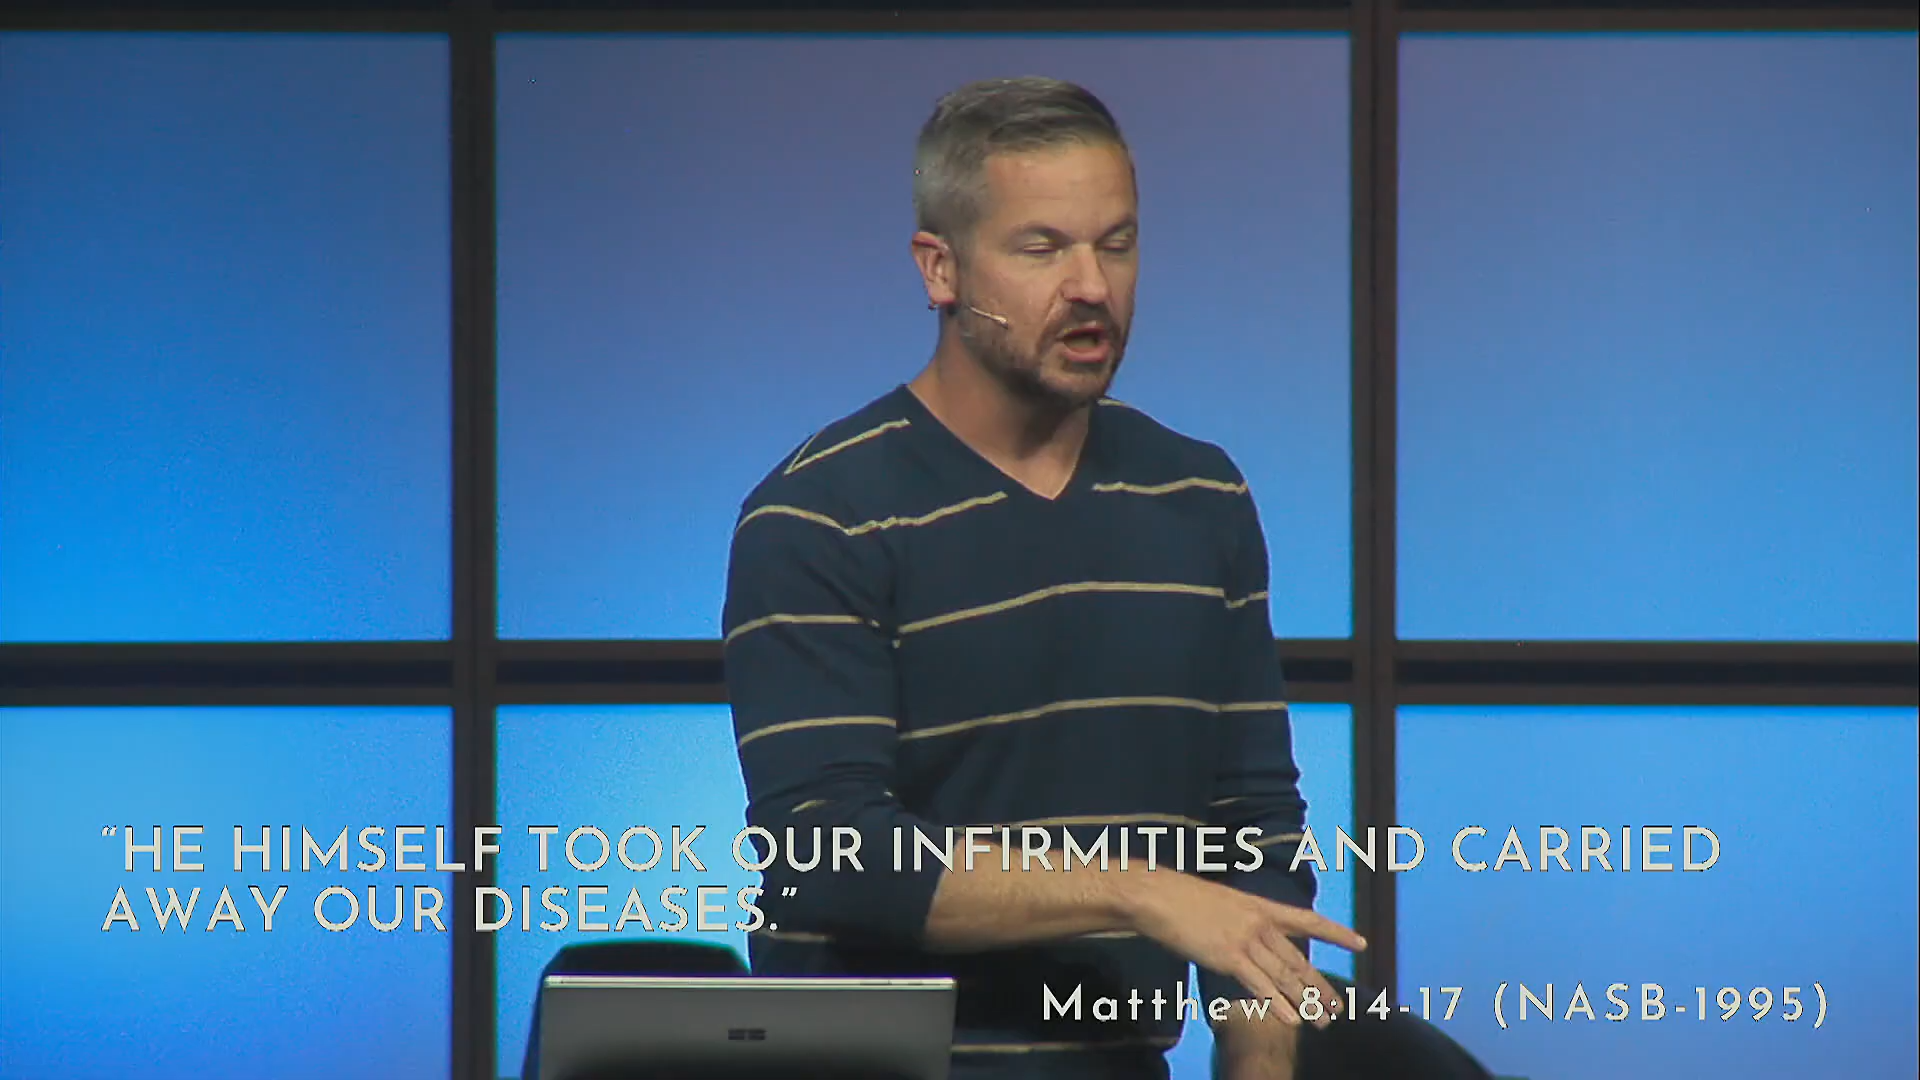 “HE HIMSELF TOOK OUR INFIRMITIES AND CARRIED
AWAY OUR DISEASES.”
Matthew 8:14-17 (NASB-1995)